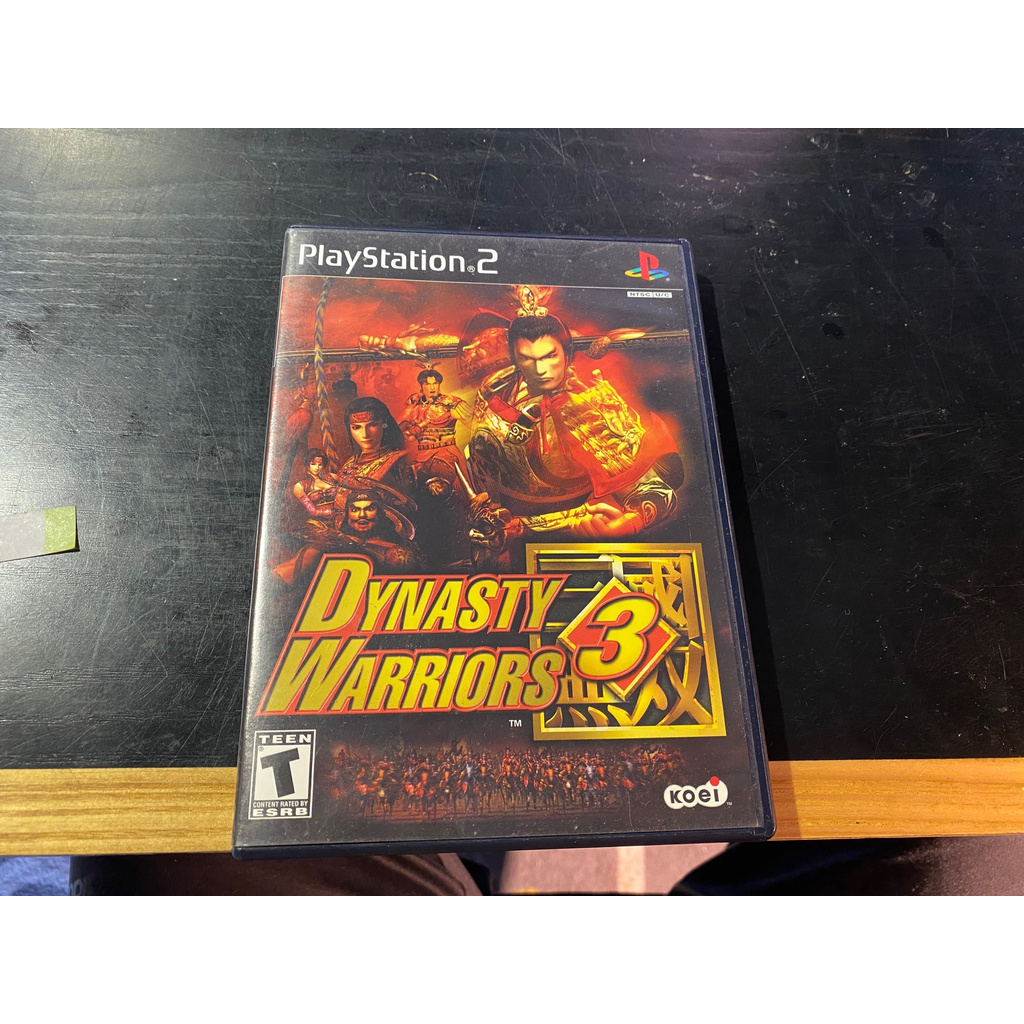 PlayStation®2
NTSC U/C
DYNASTY
WARRIORS 3
TM
TEEN
T
CONTENT RATED BY
ESRB
KOEI